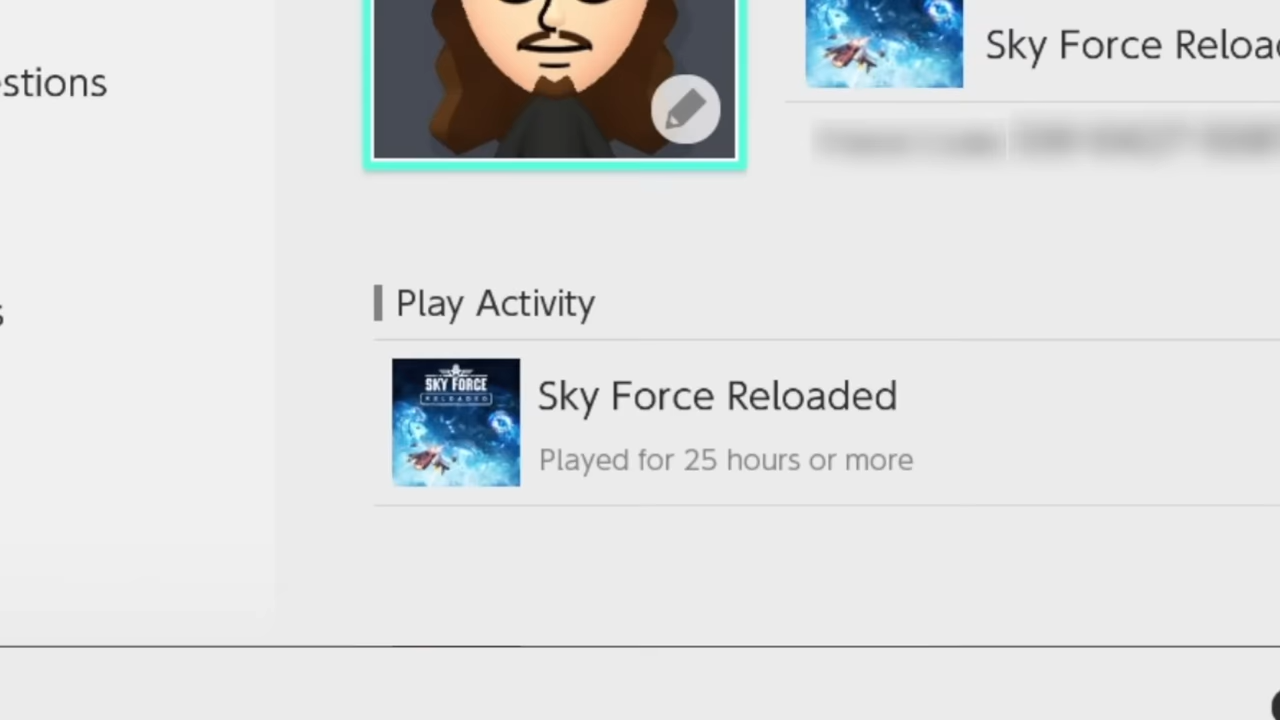 estions
Sky Force Reloa
s
Play Activity
SKY FORCE
RELOADED
Sky Force Reloaded
Played for 25 hours or more